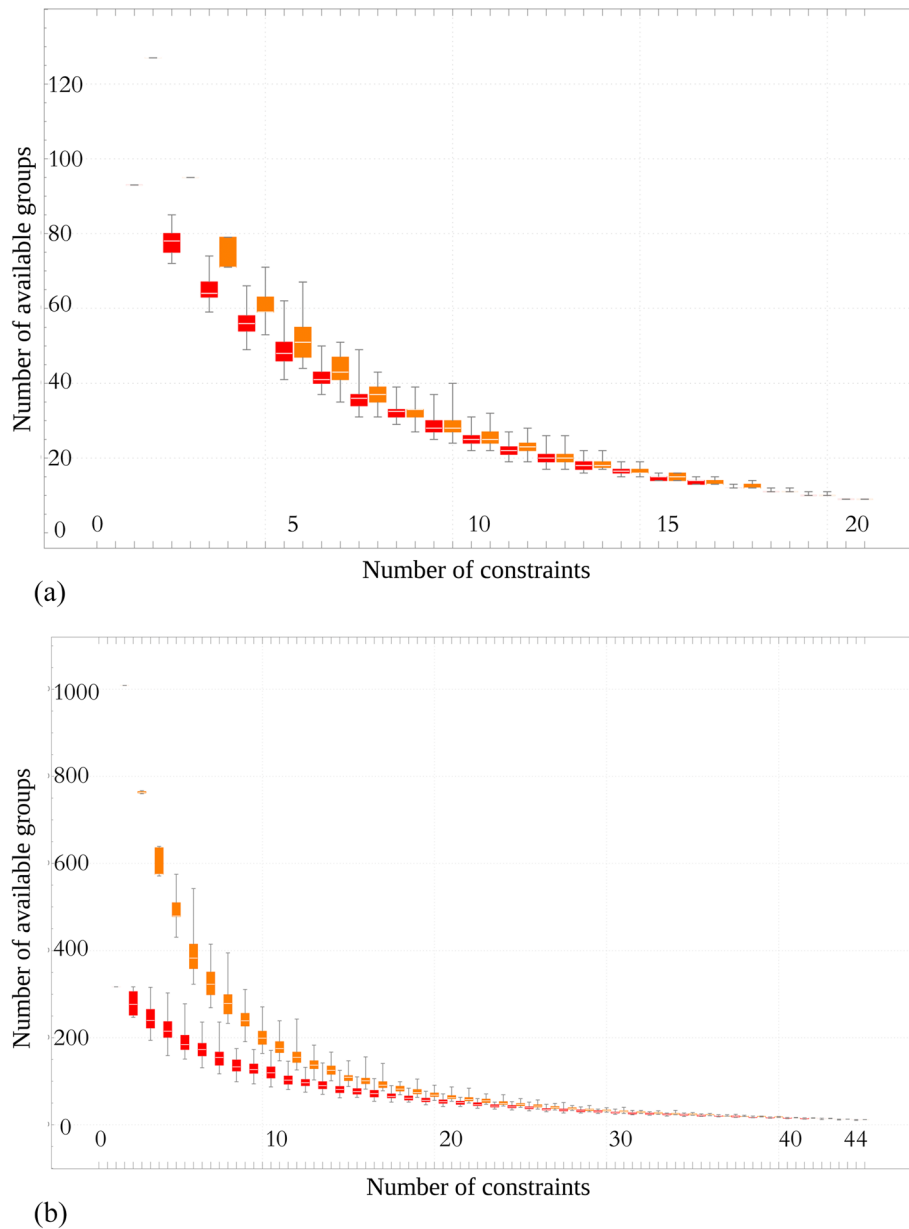 120
100
80
60
40
20
0
0 5 10 15 20
Number of available groups
Number of constraints
(a)
1000
800
600
400
200
0
0 10 20 30 40 44
Number of available groups
Number of constraints
(b)